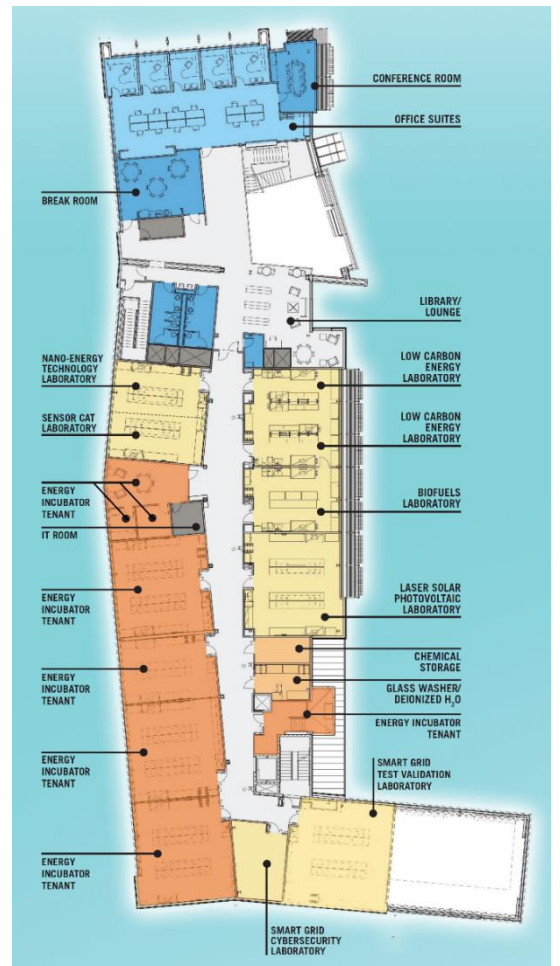 CONFERENCE ROOM
OFFICE SUITES
BREAK ROOM
LIBRARY/
LOUNGE
NANO-ENERGY
TECHNOLOGY
LABORATORY
LOW CARBON
ENERGY
LABORATORY
SENSOR CAT
LABORATORY
LOW CARBON
ENERGY
LABORATORY
ENERGY
INCUBATOR
TENANT
BIOFUELS
LABORATORY
IT ROOM
ENERGY
INCUBATOR
TENANT
LASER SOLAR
PHOTOVOLTAIC
LABORATORY
CHEMICAL
STORAGE
ENERGY
INCUBATOR
TENANT
GLASS WASHER/
DEIONIZED H₂O
ENERGY INCUBATOR
TENANT
ENERGY
INCUBATOR
TENANT
SMART GRID
TEST VALIDATION
LABORATORY
ENERGY
INCUBATOR
TENANT
SMART GRID
CYBERSECURITY
LABORATORY